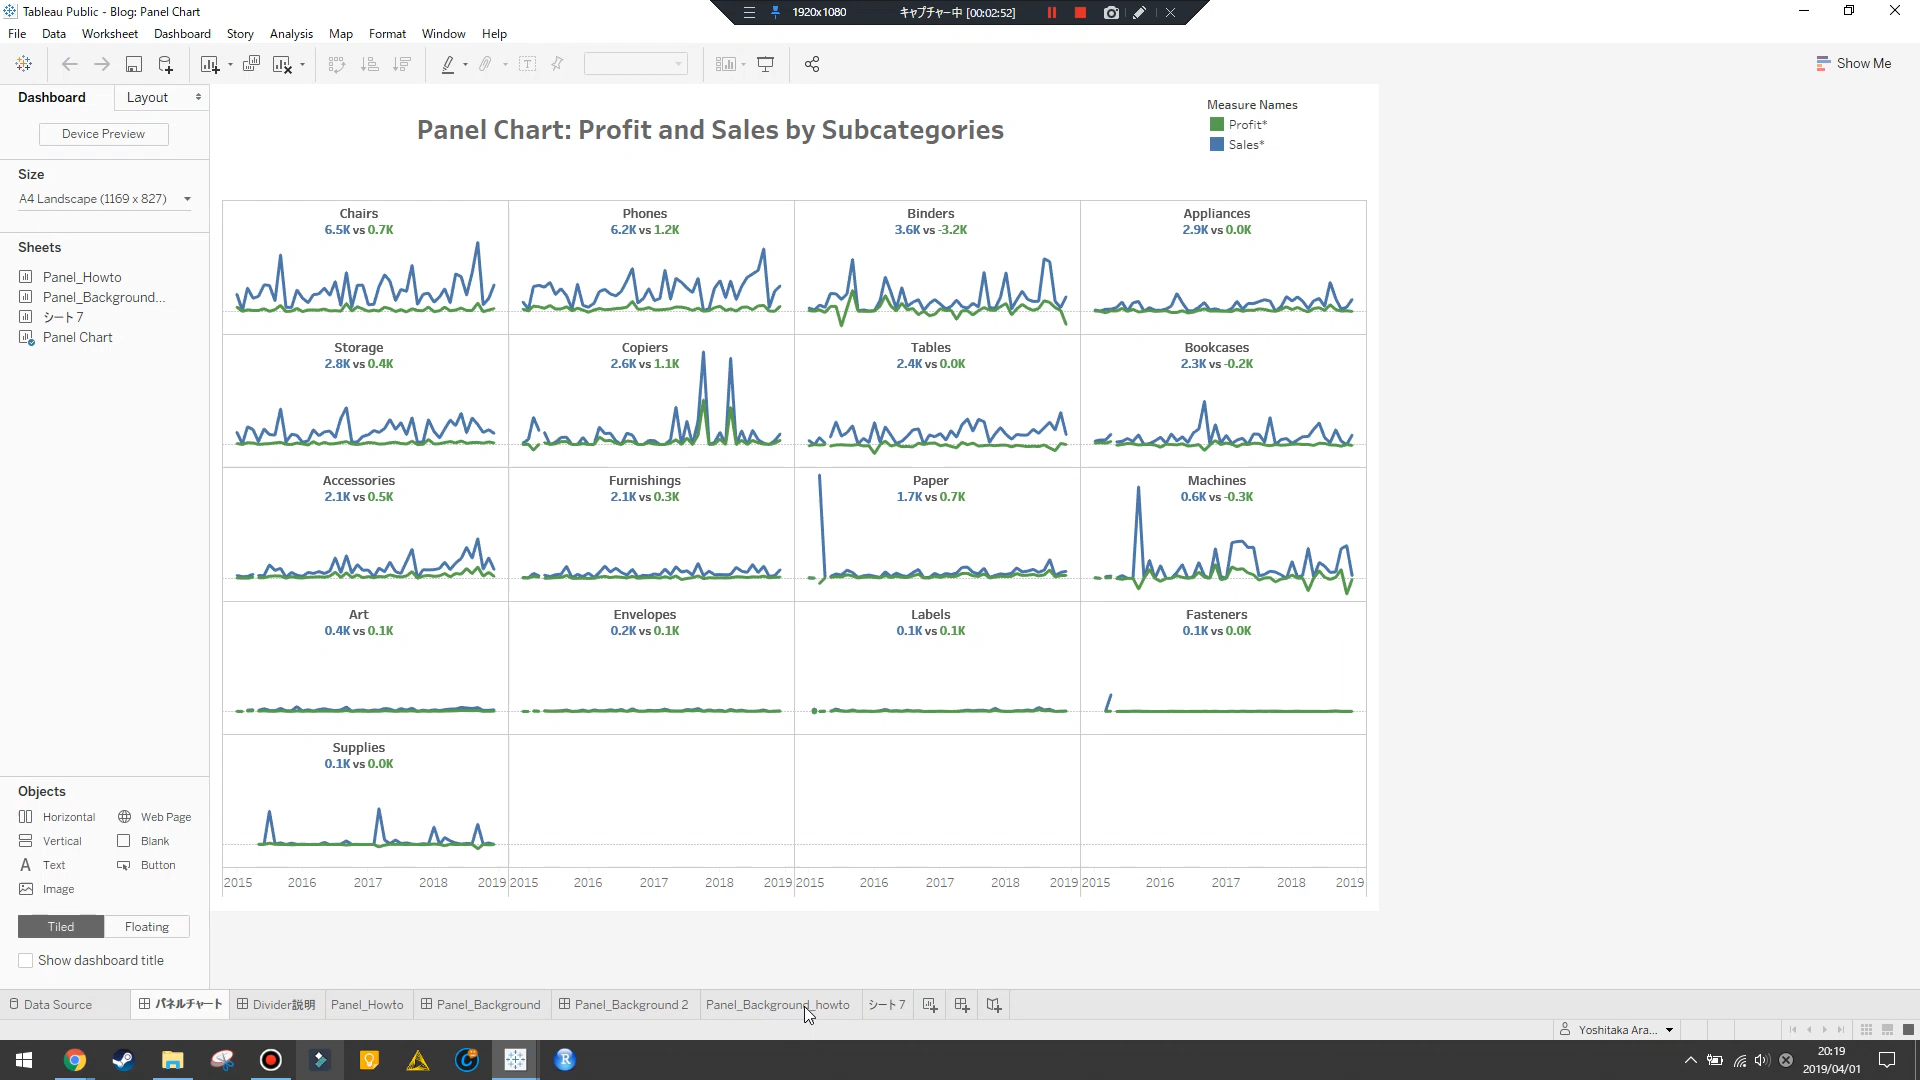 Tableau Public - Blog: Panel Chart
1920x1080
キャプチャー中 [00:02:52]
File Data Worksheet Dashboard Story Analysis Map Format Window Help
Show Me
Dashboard Layout
Device Preview
Size
A4 Landscape (1169 x 827)
Sheets
Panel_Howto
Panel_Background...
シート 7
Panel Chart
Objects
Horizontal Web Page
Vertical Blank
A Text Button
Image
Tiled Floating
Show dashboard title
Panel Chart: Profit and Sales by Subcategories
Measure Names
Profit*
Sales*
Chairs Phones Binders Appliances
6.5K vs 0.7K 6.2K vs 1.2K 3.6K vs -3.2K 2.9K vs 0.0K
Storage Copiers Tables Bookcases
2.8K vs 0.4K 2.6K vs 1.1K 2.4K vs 0.0K 2.3K vs -0.2K
Accessories Furnishings Paper Machines
2.1K vs 0.5K 2.1K vs 0.3K 1.7K vs 0.7K 0.6K vs -0.3K
Art Envelopes Labels Fasteners
0.4K vs 0.1K 0.2K vs 0.1K 0.1K vs 0.1K 0.1K vs 0.0K
Supplies
0.1K vs 0.0K
2015 2016 2017 2018 2019 2015 2016 2017 2018 2019 2015 2016 2017 2018 2019 2015 2016 2017 2018 2019
Data Source パネルチャート Divider説明 Panel_Howto Panel_Background Panel_Background 2 Panel_Background_howto シート 7
Yoshitaka Ara...
20:19
2019/04/01